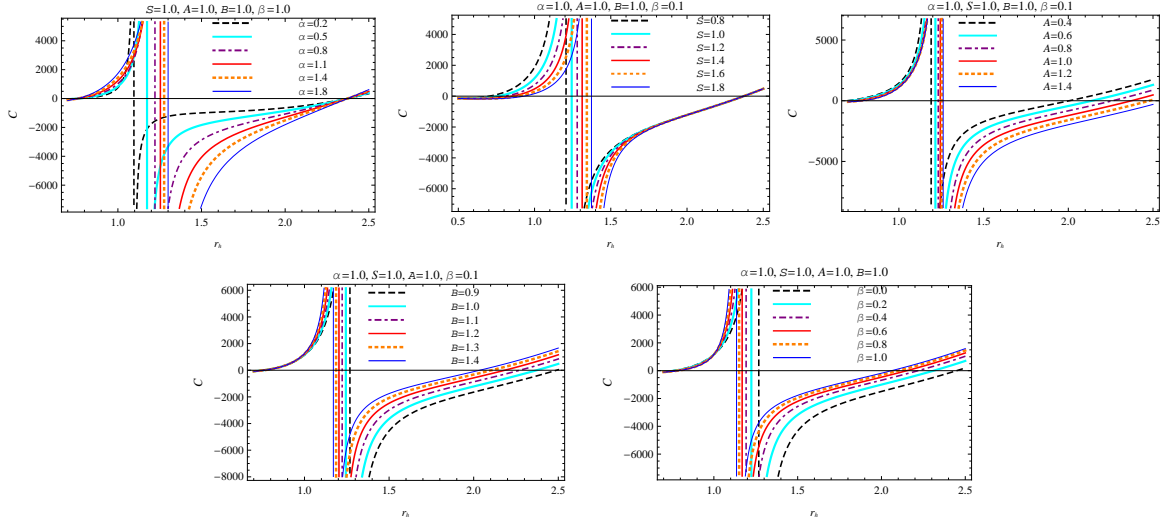 S=1.0, A=1.0, B=1.0, β=1.0
α=0.2
α=0.5
α=0.8
α=1.1
α=1.4
α=1.8
4000
2000
0
−2000
−4000
−6000
C
1.0
1.5
2.0
2.5
r_h
α=1.0, A=1.0, B=1.0, β=0.1
S=0.8
S=1.0
S=1.2
S=1.4
S=1.6
S=1.8
4000
2000
0
−2000
−4000
−6000
C
0.5
1.0
1.5
2.0
2.5
r_h
α=1.0, S=1.0, B=1.0, β=0.1
A=0.4
A=0.6
A=0.8
A=1.0
A=1.2
A=1.4
5000
0
−5000
C
1.0
1.5
2.0
2.5
r_h
α=1.0, S=1.0, A=1.0, β=0.1
B=0.9
B=1.0
B=1.1
B=1.2
B=1.3
B=1.4
6000
4000
2000
0
−2000
−4000
−6000
−8000
C
1.0
1.5
2.0
2.5
r_h
α=1.0, S=1.0, A=1.0, B=1.0
β=0.0
β=0.2
β=0.4
β=0.6
β=0.8
β=1.0
6000
4000
2000
0
−2000
−4000
−6000
C
1.0
1.5
2.0
2.5
r_h